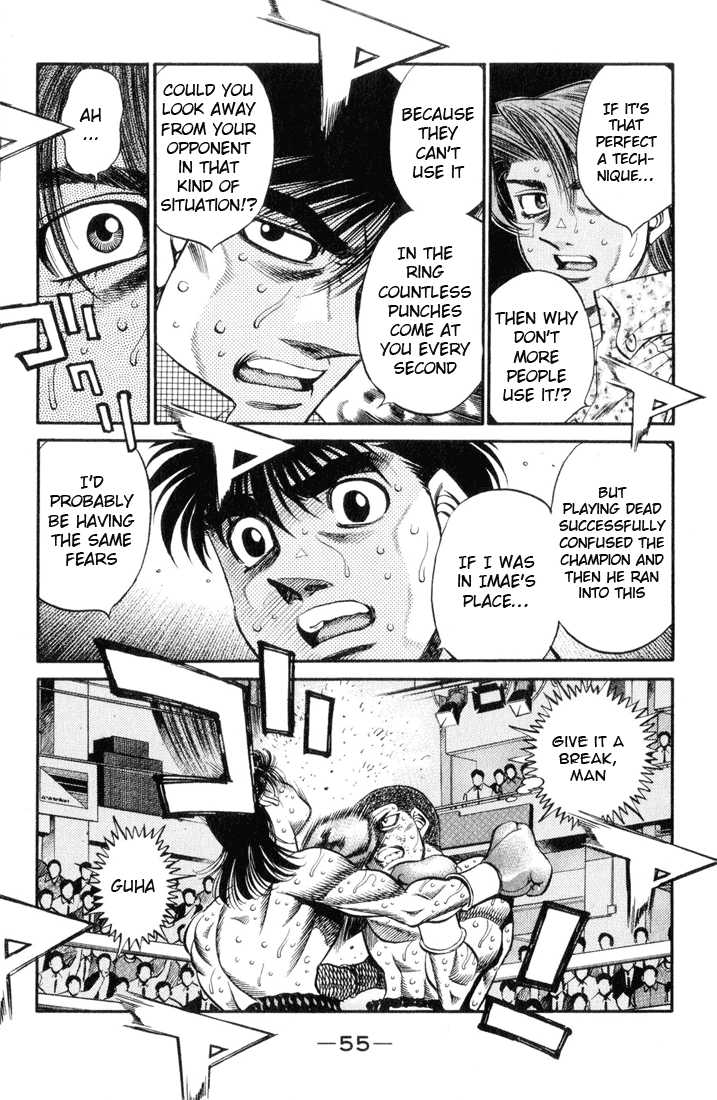 IF IT'S
THAT
PERFECT
A TECH-
NIQUE...
THEN WHY
DON'T
MORE
PEOPLE
USE IT!?
BECAUSE
THEY
CAN'T
USE IT
IN THE
RING
COUNTLESS
PUNCHES
COME AT
YOU EVERY
SECOND
COULD YOU
LOOK AWAY
FROM YOUR
OPPONENT
IN THAT
KIND OF
SITUATION!?
AH
...
BUT
PLAYING DEAD
SUCCESSFULLY
CONFUSED THE
CHAMPION AND
THEN HE RAN
INTO THIS
IF I WAS
IN IMAE'S
PLACE...
I'D
PROBABLY
BE HAVING
THE SAME
FEARS
GIVE IT A
BREAK,
MAN
GUHA
—55—